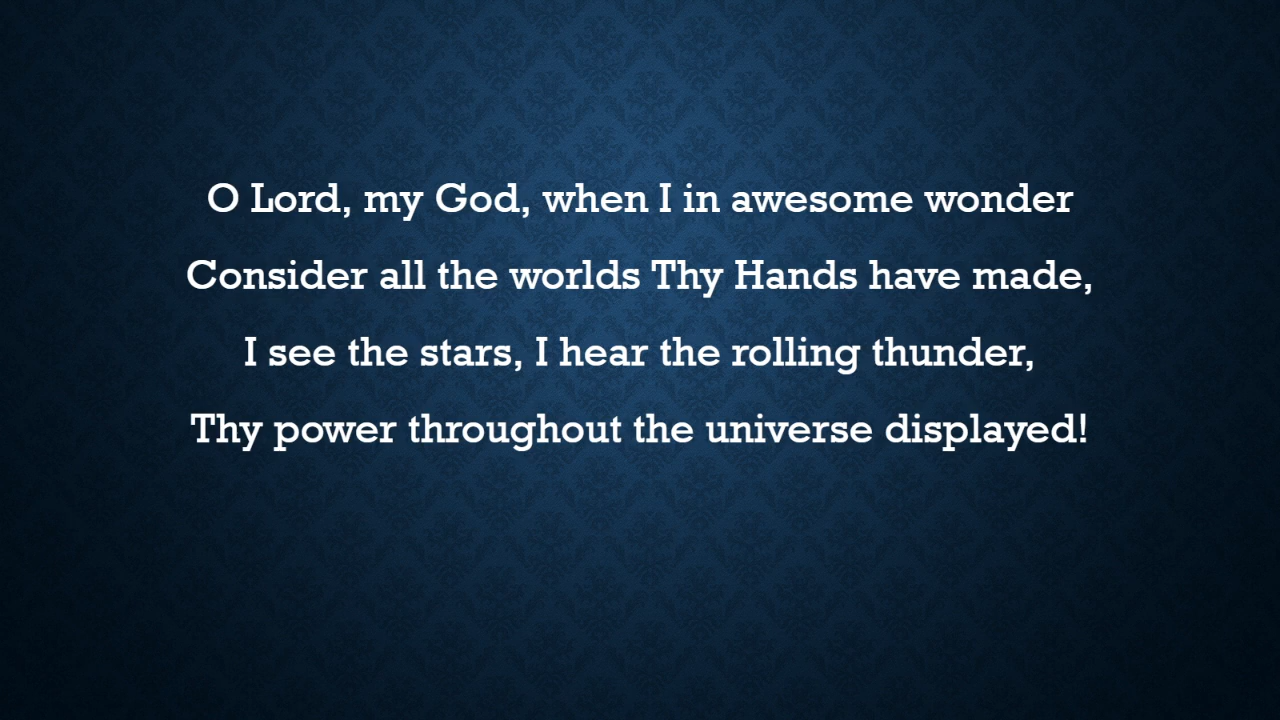 O Lord, my God, when I in awesome wonder
Consider all the worlds Thy Hands have made,
I see the stars, I hear the rolling thunder,
Thy power throughout the universe displayed!